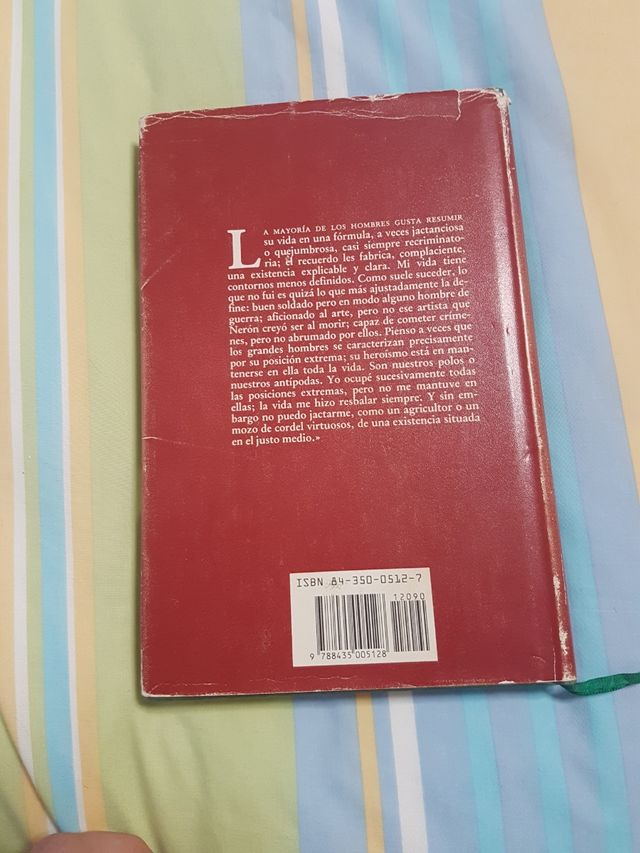 LA MAYORÍA DE LOS HOMBRES GUSTA RESUMIR
su vida en una fórmula, a veces jactanciosa
o quejumbrosa, casi siempre recriminato-
ria; el recuerdo les fabrica, complaciente,
una existencia explicable y clara. Mi vida tiene
contornos menos definidos. Como suele suceder, lo
que no fui es quizá lo que más ajustadamente la de-
fine: buen soldado pero en modo alguno hombre de
guerra; aficionado al arte, pero no ese artista que
Nerón creyó ser al morir; capaz de cometer críme-
nes, pero no abrumado por ellos. Pienso a veces que
los grandes hombres se caracterizan precisamente
por su posición extrema; su heroísmo está en man-
tenerse en ella toda la vida. Son nuestros polos o
nuestros antípodas. Yo ocupé sucesivamente todas
las posiciones extremas, pero no me mantuve en
ellas; la vida me hizo resbalar siempre. Y sin em-
bargo no puedo jactarme, como un agricultor o un
mozo de cordel virtuosos, de una existencia situada
en el justo medio.»
ISBN 84-350-0512-7
12090
9 788435 005128